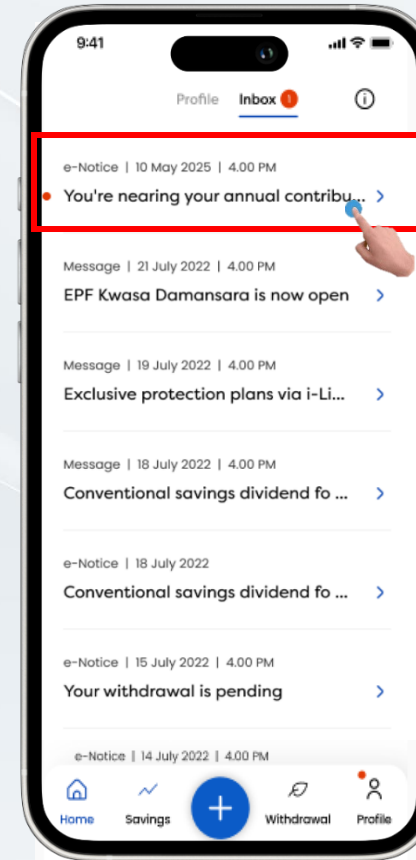 9:41
Profile Inbox 1
e-Notice | 10 May 2025 | 4.00 PM
You're nearing your annual contribu...
Message | 21 July 2022 | 4.00 PM
EPF Kwasa Damansara is now open
Message | 19 July 2022 | 4.00 PM
Exclusive protection plans via i-Li...
Message | 18 July 2022 | 4.00 PM
Conventional savings dividend fo ...
e-Notice | 18 July 2022
Conventional savings dividend fo ...
e-Notice | 15 July 2022 | 4.00 PM
Your withdrawal is pending
e-Notice | 14 July 2022 | 4.00 PM
Home Savings Withdrawal Profile